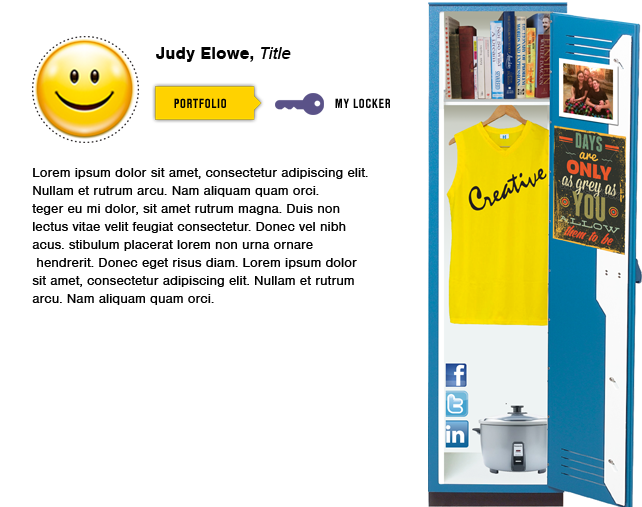 Judy Elowe, Title
PORTFOLIO
MY LOCKER
Lorem ipsum dolor sit amet, consectetur adipiscing elit.
Nullam et rutrum arcu. Nam aliquam quam orci.
teger eu mi dolor, sit amet rutrum magna. Duis non
lectus vitae velit feugiat consectetur. Donec vel nibh
acus. stibulum placerat lorem non urna ornare
hendrerit. Donec eget risus diam. Lorem ipsum dolor
sit amet, consectetur adipiscing elit. Nullam et rutrum
arcu. Nam aliquam quam orci.
Creative
DAYS
are
ONLY
as grey as
YOU
ALLOW
them to be
f
t
in